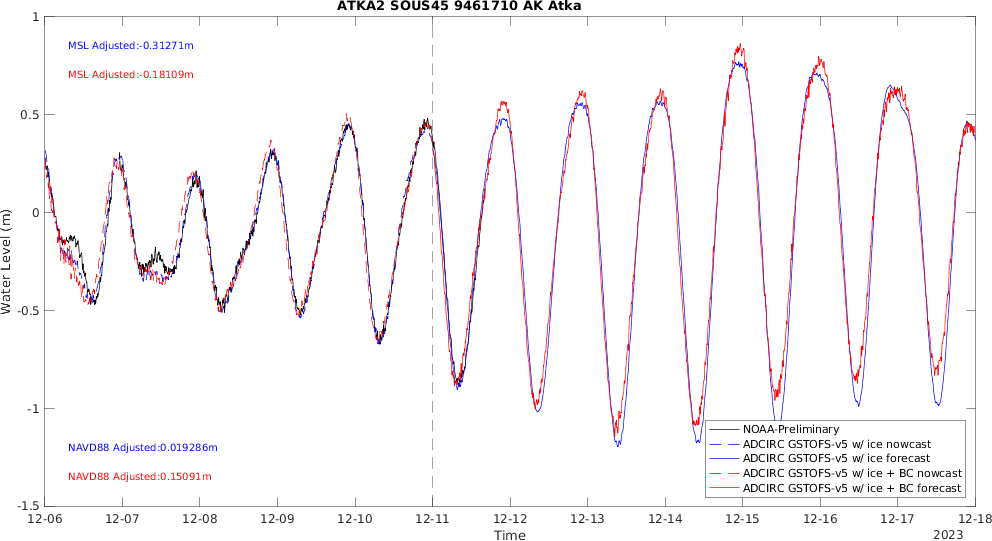 ATKA2 SOUS45 9461710 AK Atka
MSL Adjusted:-0.31271m
MSL Adjusted:-0.18109m
Water Level (m)
1
0.5
0
-0.5
-1
-1.5
NAVD88 Adjusted:0.019286m
NAVD88 Adjusted:0.15091m
NOAA-Preliminary
ADCIRC GSTOFS-v5 w/ ice nowcast
ADCIRC GSTOFS-v5 w/ ice forecast
ADCIRC GSTOFS-v5 w/ ice + BC nowcast
ADCIRC GSTOFS-v5 w/ ice + BC forecast
12-06 12-07 12-08 12-09 12-10 12-11 12-12 12-13 12-14 12-15 12-16 12-17 12-18
Time
2023